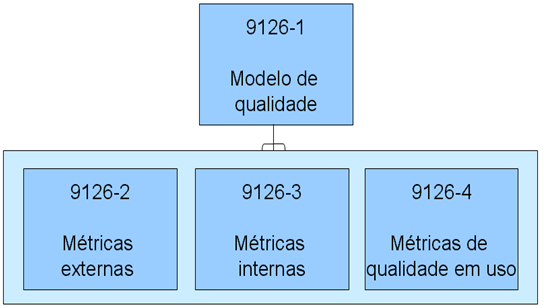 9126-1
Modelo de
qualidade
9126-2
Métricas
externas
9126-3
Métricas
internas
9126-4
Métricas de
qualidade em uso